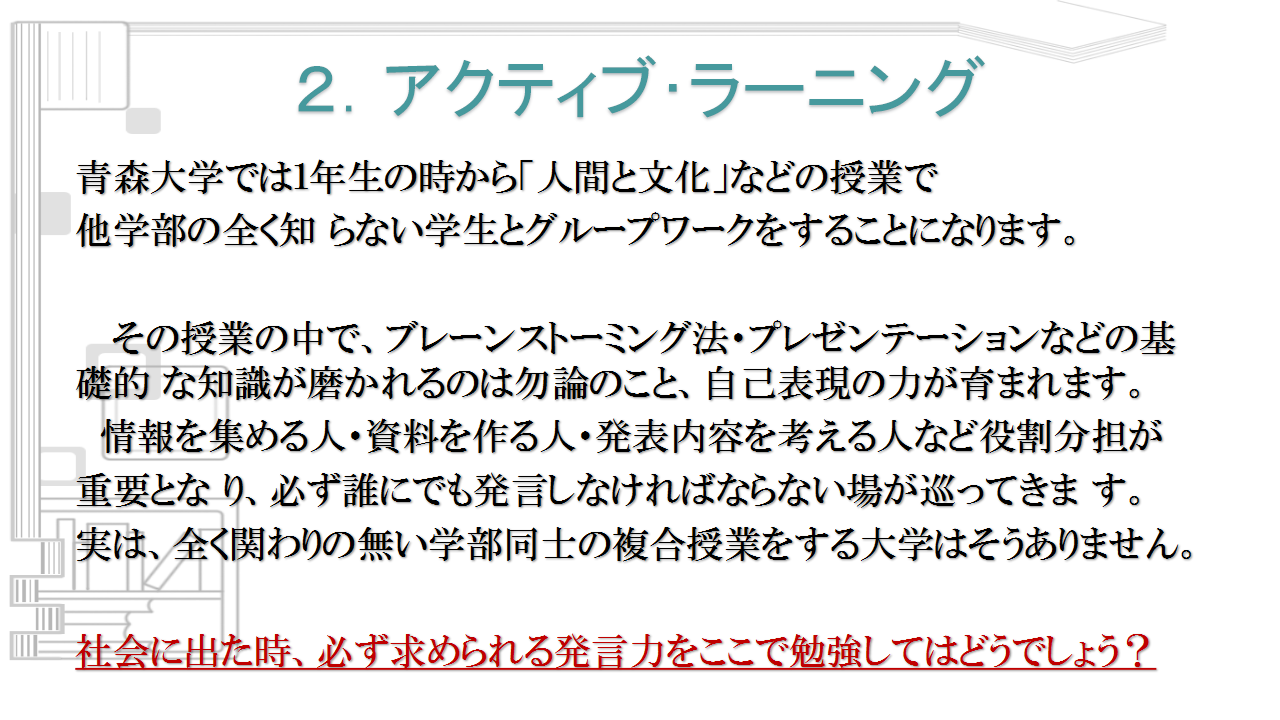 ２．アクティブ・ラーニング
青森大学では1年生の時から「人間と文化」などの授業で
他学部の全く知 らない学生とグループワークをすることになります。
その授業の中で、ブレーンストーミング法・プレゼンテーションなどの基
礎的 な知識が磨かれるのは勿論のこと、自己表現の力が育まれます。
情報を集める人・資料を作る人・発表内容を考える人など役割分担が
重要とな り、必ず誰にでも発言しなければならない場が巡ってきま す。
実は、全く関わりの無い学部同士の複合授業をする大学はそうありません。
社会に出た時、必ず求められる発言力をここで勉強してはどうでしょう？